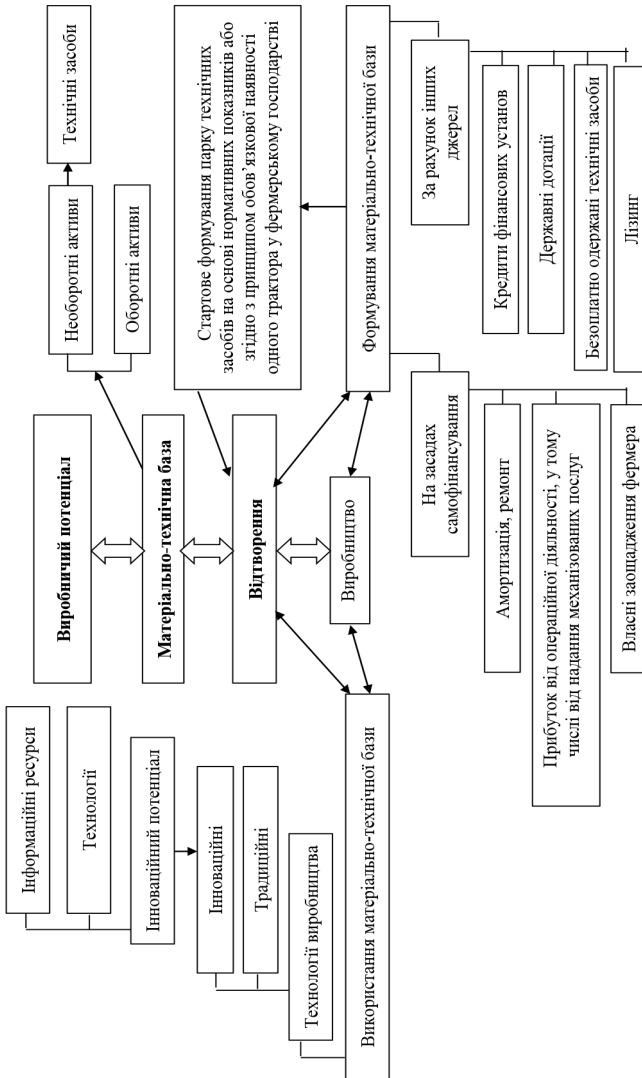 Інформаційні ресурси
Технології
Інноваційний потенціал
Інноваційні
Традиційні
Технології виробництва
Використання матеріально-технічної бази
Виробничий потенціал
Матеріально-технічна база
Відтворення
Виробництво
Необоротні активи
Оборотні активи
Технічні засоби
Стартове формування парку технічних
засобів на основі нормативних показників або
згідно з принципом обов’язкової наявності
одного трактора у фермерському господарстві
Формування матеріально-технічної бази
На засадах
самофінансування
Амортизація, ремонт
Прибуток від операційної діяльності, у тому
числі від надання механізованих послуг
Власні заощадження фермера
За рахунок інших
джерел
Кредити фінансових установ
Державні дотації
Безоплатно одержані технічні засоби
Лізинг